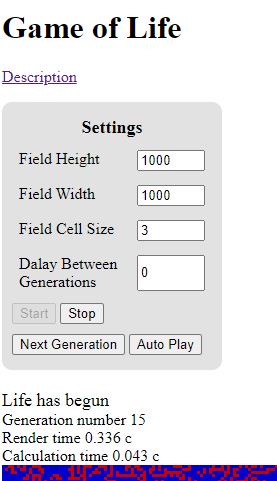 Game of Life
Description
Settings
Field Height 1000
Field Width 1000
Field Cell Size 3
Dalay Between
Generations 0
Start Stop
Next Generation Auto Play
Life has begun
Generation number 15
Render time 0.336 c
Calculation time 0.043 c